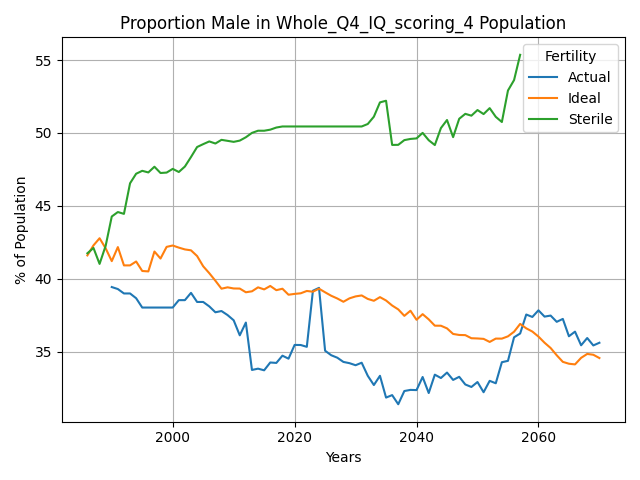 Proportion Male in Whole_Q4_IQ_scoring_4 Population
Fertility
Actual
Ideal
Sterile
55
50
45
40
35
% of Population
2000
2020
2040
2060
Years